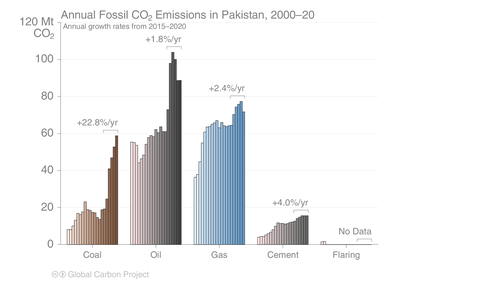 Annual Fossil CO₂ Emissions in Pakistan, 2000–20
Annual growth rates from 2015–2020
120 Mt
CO₂
100
80
60
40
20
0
+22.8%/yr
+1.8%/yr
+2.4%/yr
+4.0%/yr
No Data
Coal
Oil
Gas
Cement
Flaring
Global Carbon Project